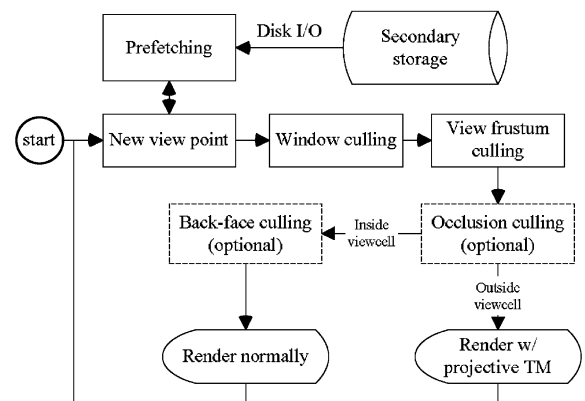 Prefetching
Disk I/O
Secondary
storage
start
New view point
Window culling
View frustum
culling
Back-face culling
(optional)
Inside
viewcell
Occlusion culling
(optional)
Outside
viewcell
Render normally
Render w/
projective TM